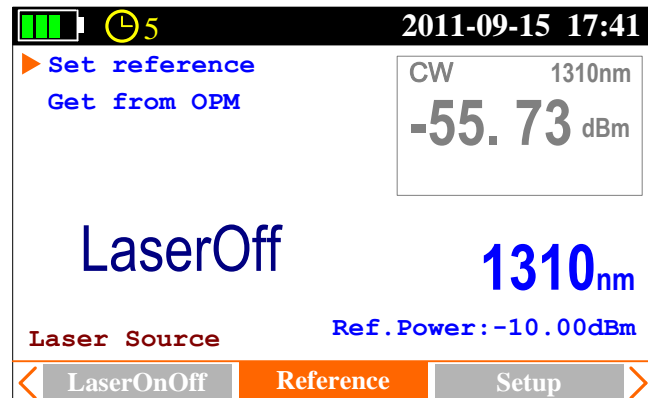 5 2011-09-15 17:41
Set reference
Get from OPM
CW 1310nm
-55. 73 dBm
LaserOff
1310nm
Laser Source
Ref.Power:-10.00dBm
LaserOnOff Reference Setup